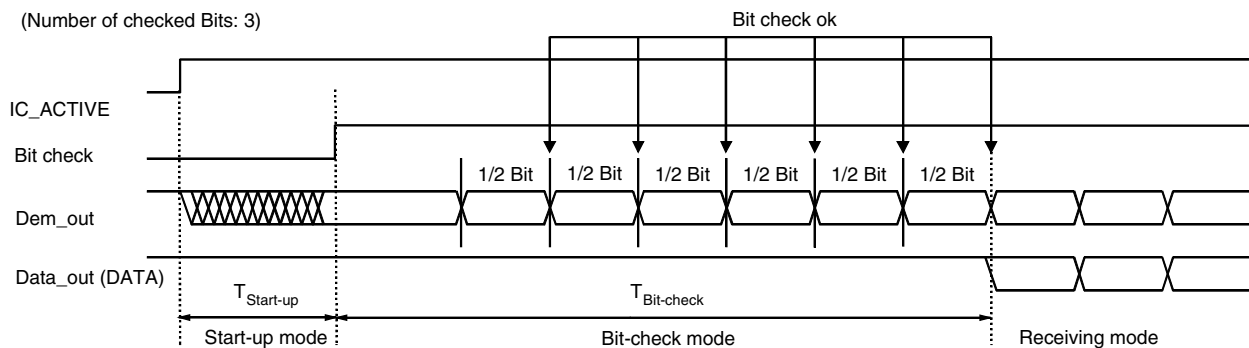 (Number of checked Bits: 3)
Bit check ok
IC_ACTIVE
Bit check
1/2 Bit 1/2 Bit 1/2 Bit 1/2 Bit 1/2 Bit 1/2 Bit
Dem_out
Data_out (DATA)
TStart-up TBit-check
Start-up mode Bit-check mode Receiving mode